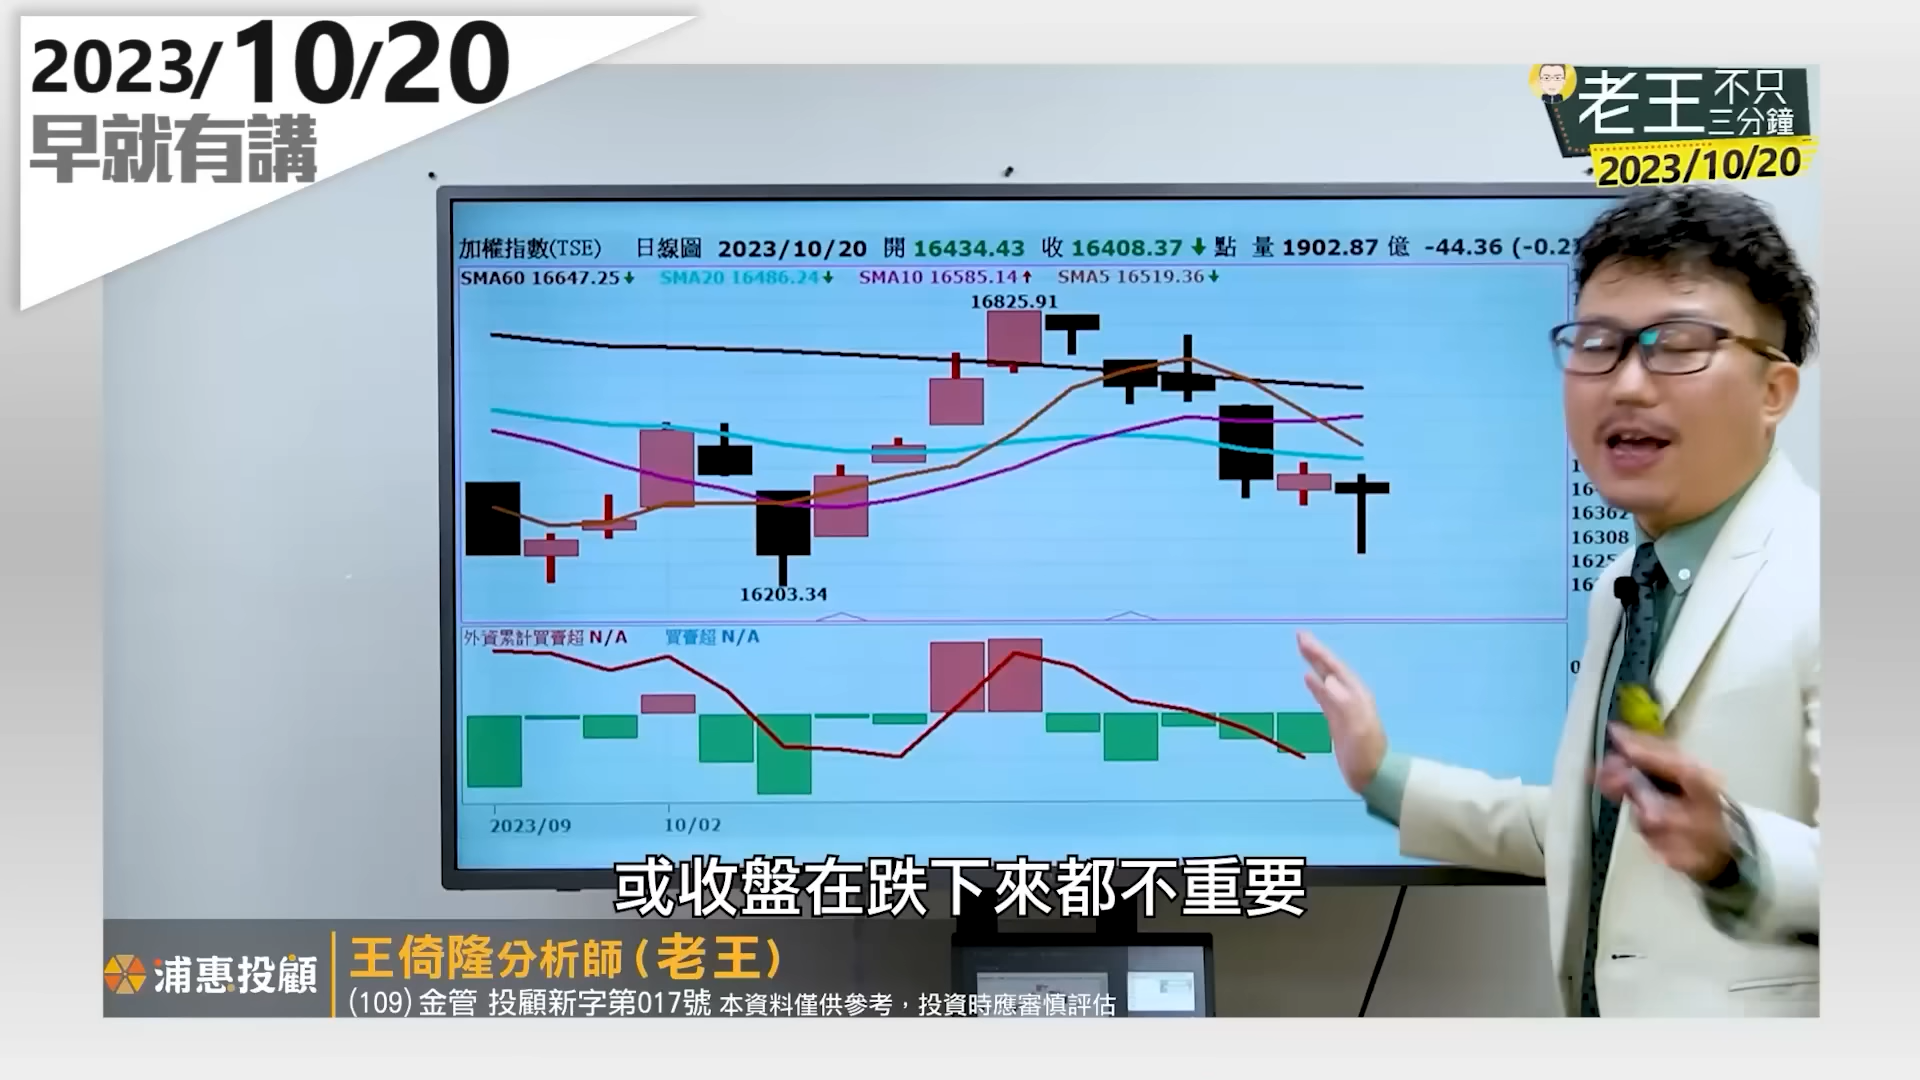 2023/10/20
早就有講
老王不只三分鐘
2023/10/20
加權指數(TSE) 日線圖 2023/10/20 開 16434.43 收 16408.37↓點 量 1902.87 億 -44.36 (-0.2
SMA60 16647.25↓ SMA20 16486.24↓ SMA10 16585.14↑ SMA5 16519.36↓
16825.91
16362
16308
16203.34
外資累計買賣超 N/A 買賣超 N/A
2023/09 10/02
或收盤在跌下來都不重要
浦惠投顧
王倚隆分析師(老王)
(109)金管 投顧新字第017號 本資料僅供參考，投資時應審慎評估